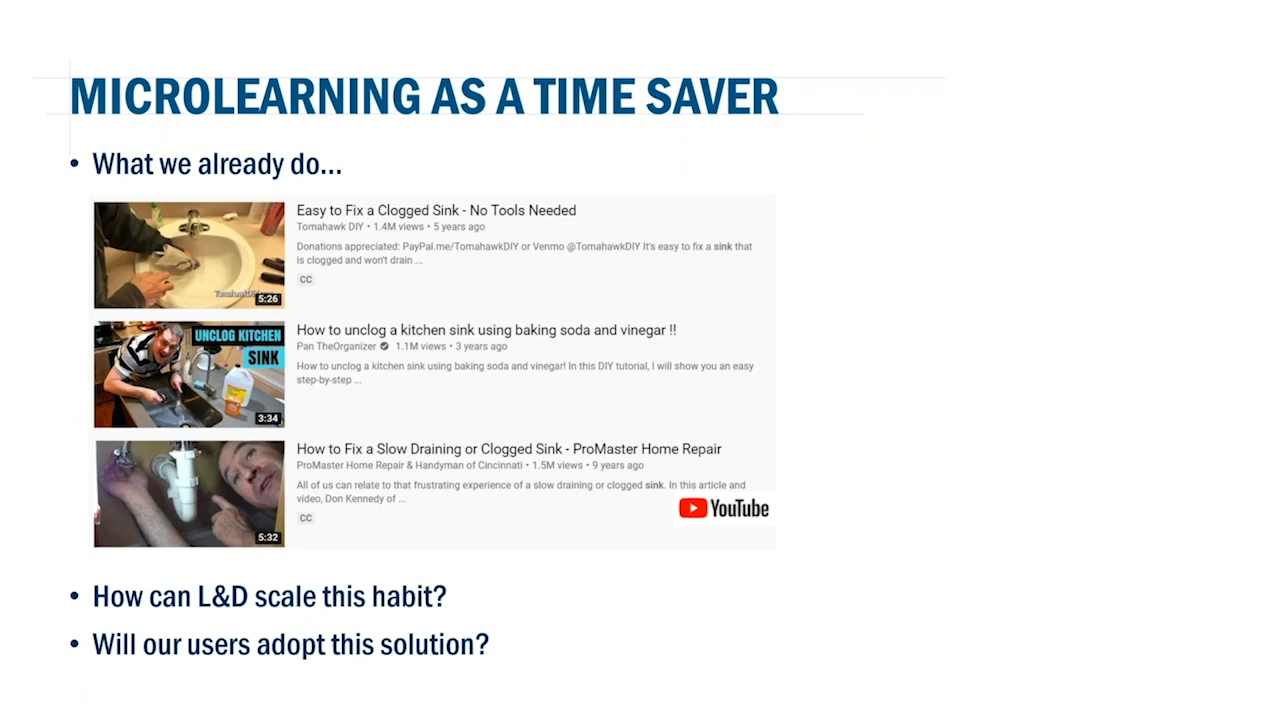 MICROLEARNING AS A TIME SAVER
• What we already do...
Easy to Fix a Clogged Sink - No Tools Needed
Tomahawk DIY • 1.4M views • 5 years ago
Donations appreciated: PayPal.me/TomahawkDIY or Venmo @TomahawkDIY It's easy to fix a sink that
is clogged and won't drain ...
CC
TomahawkDIY
5:26
UNCLOG KITCHEN
SINK
3:34
How to unclog a kitchen sink using baking soda and vinegar !!
Pan TheOrganizer 1.1M views • 3 years ago
How to unclog a kitchen sink using baking soda and vinegar! In this DIY tutorial, I will show you an easy
step-by-step ...
How to Fix a Slow Draining or Clogged Sink - ProMaster Home Repair
ProMaster Home Repair & Handyman of Cincinnati • 1.5M views • 9 years ago
All of us can relate to that frustrating experience of a slow draining or clogged sink. In this article and
video, Don Kennedy of ...
CC
5:32
YouTube
• How can L&D scale this habit?
• Will our users adopt this solution?